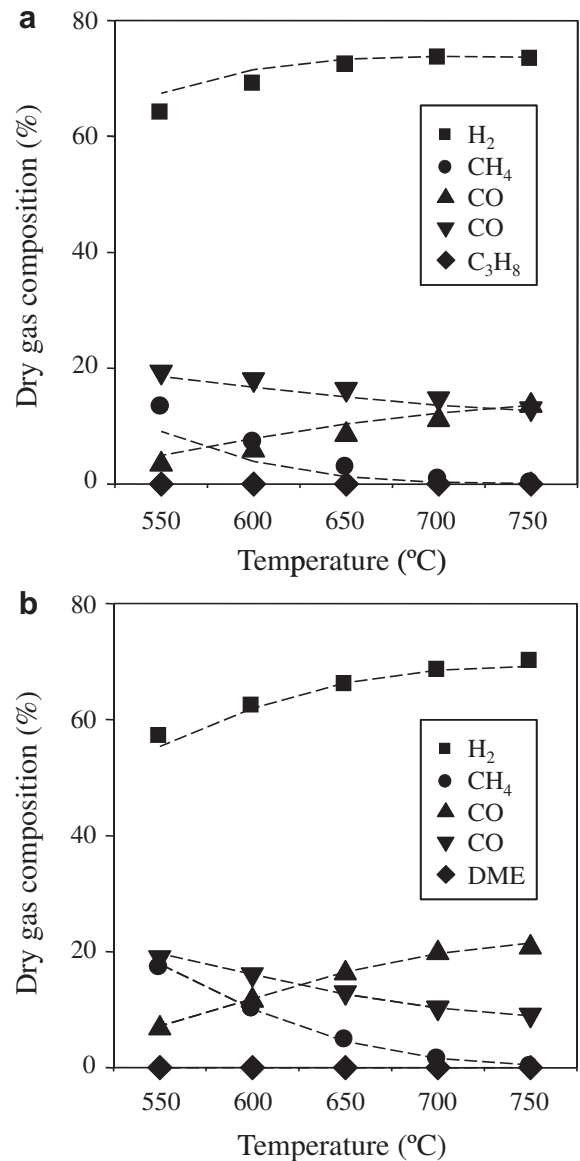 a
80
60
40
20
0
Dry gas composition (%)
H₂
CH₄
CO
CO
C₃H₈
550 600 650 700 750
Temperature (ºC)
b
80
60
40
20
0
Dry gas composition (%)
H₂
CH₄
CO
CO
DME
550 600 650 700 750
Temperature (ºC)